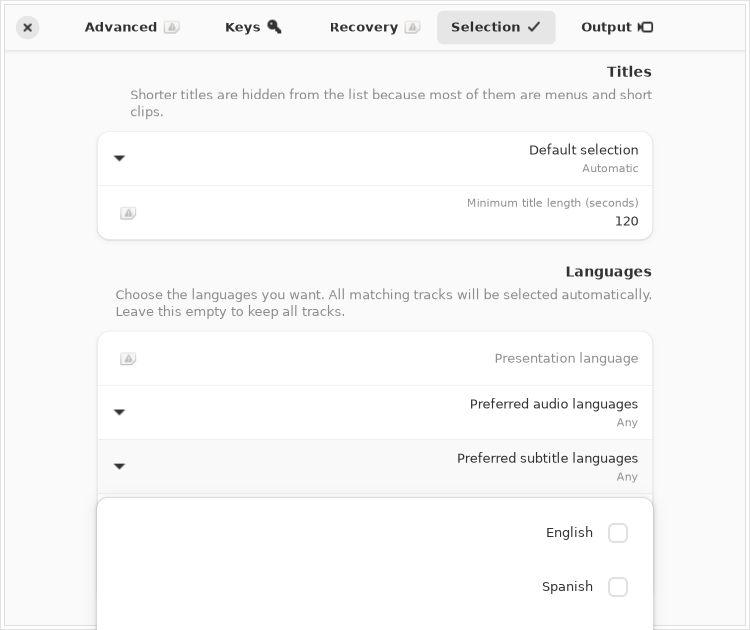 Advanced
Keys
Recovery
Selection
Output
Titles
Shorter titles are hidden from the list because most of them are menus and short
clips.
Default selection
Automatic
Minimum title length (seconds)
120
Languages
Choose the languages you want. All matching tracks will be selected automatically.
Leave this empty to keep all tracks.
Presentation language
Preferred audio languages
Any
Preferred subtitle languages
Any
English
Spanish